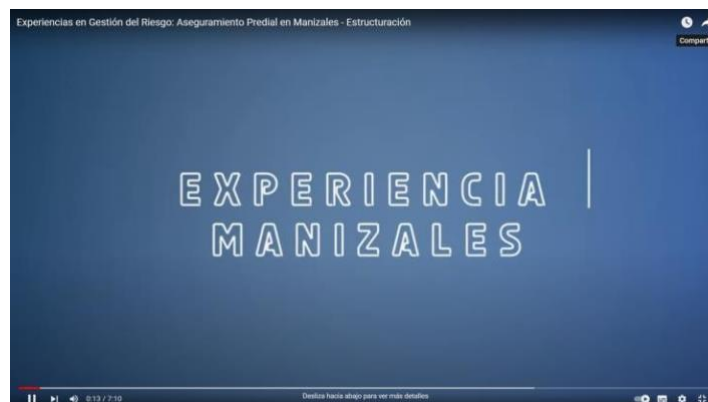 Experiencias en Gestión del Riesgo: Aseguramiento Predial en Manizales - Estructuración
Compart
EXPERIENCIA
MANIZALES
0:13 / 7:10
Desliza hacia abajo para ver más detalles